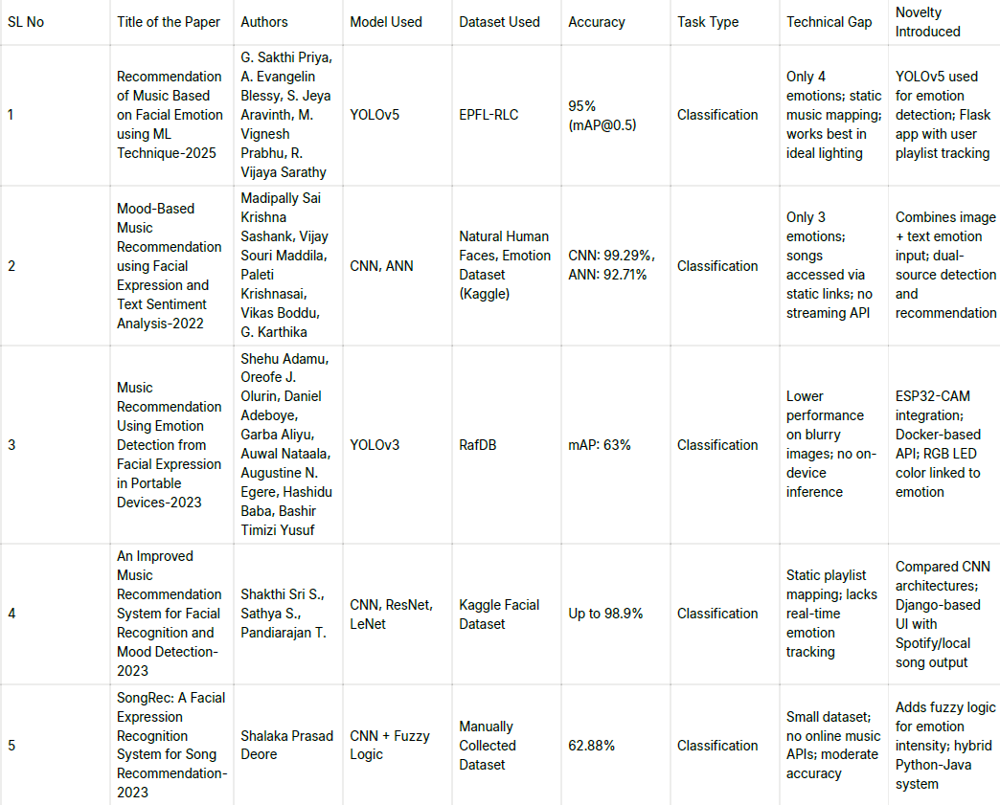 SL No
Title of the Paper
Authors
Model Used
Dataset Used
Accuracy
Task Type
Technical Gap
Novelty
Introduced
1
Recommendation
of Music Based
on Facial Emotion
using ML
Technique-2025
G. Sakthi Priya,
A. Evangelin
Blessy, S. Jeya
Aravinth, M.
Vignesh
Prabhu, R.
Vijaya Sarathy
YOLOv5
EPFL-RLC
95%
(mAP@0.5)
Classification
Only 4
emotions; static
music mapping;
works best in
ideal lighting
YOLOv5 used
for emotion
detection; Flask
app with user
playlist tracking
2
Mood-Based
Music
Recommendation
using Facial
Expression and
Text Sentiment
Analysis-2022
Madipally Sai
Krishna
Sashank, Vijay
Souri Maddila,
Paleti
Krishnasai,
Vikas Boddu,
G. Karthika
CNN, ANN
Natural Human
Faces, Emotion
Dataset
(Kaggle)
CNN: 99.29%,
ANN: 92.71%
Classification
Only 3
emotions;
songs
accessed via
static links; no
streaming API
Combines image
+ text emotion
input; dual-
source detection
and
recommendation
3
Music
Recommendation
Using Emotion
Detection from
Facial Expression
in Portable
Devices-2023
Shehu Adamu,
Oreofe J.
Olurin, Daniel
Adeboye,
Garba Aliyu,
Auwal Nataala,
Augustine N.
Egere, Hashidu
Baba, Bashir
Timizi Yusuf
YOLOv3
RafDB
mAP: 63%
Classification
Lower
performance
on blurry
images; no on-
device
inference
ESP32-CAM
integration;
Docker-based
API; RGB LED
color linked to
emotion
4
An Improved
Music
Recommendation
System for Facial
Recognition and
Mood Detection-
2023
Shakthi Sri S.,
Sathya S.,
Pandiarajan T.
CNN, ResNet,
LeNet
Kaggle Facial
Dataset
Up to 98.9%
Classification
Static playlist
mapping; lacks
real-time
emotion
tracking
Compared CNN
architectures;
Django-based
UI with
Spotify/local
song output
5
SongRec: A Facial
Expression
Recognition
System for Song
Recommendation-
2023
Shalaka Prasad
Deore
CNN + Fuzzy
Logic
Manually
Collected
Dataset
62.88%
Classification
Small dataset;
no online music
APIs; moderate
accuracy
Adds fuzzy logic
for emotion
intensity; hybrid
Python-Java
system